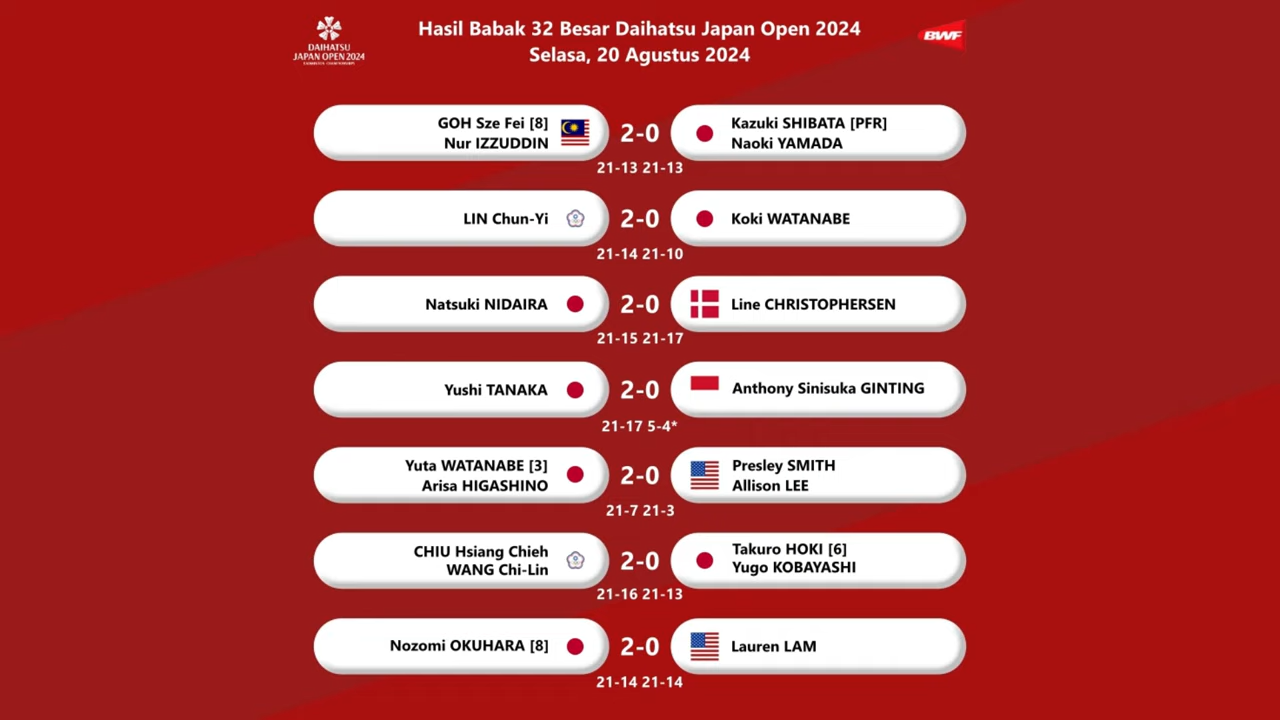 Hasil Babak 32 Besar Daihatsu Japan Open 2024
Selasa, 20 Agustus 2024
DAIHATSU
JAPAN OPEN 2024
BWF
GOH Sze Fei [8]
Nur IZZUDDIN
2-0
Kazuki SHIBATA [PFR]
Naoki YAMADA
21-13 21-13
LIN Chun-Yi
2-0
Koki WATANABE
21-14 21-10
Natsuki NIDAIRA
2-0
Line CHRISTOPHERSEN
21-15 21-17
Yushi TANAKA
2-0
Anthony Sinisuka GINTING
21-17 5-4*
Yuta WATANABE [3]
Arisa HIGASHINO
2-0
Presley SMITH
Allison LEE
21-7 21-3
CHIU Hsiang Chieh
WANG Chi-Lin
2-0
Takuro HOKI [6]
Yugo KOBAYASHI
21-16 21-13
Nozomi OKUHARA [8]
2-0
Lauren LAM
21-14 21-14